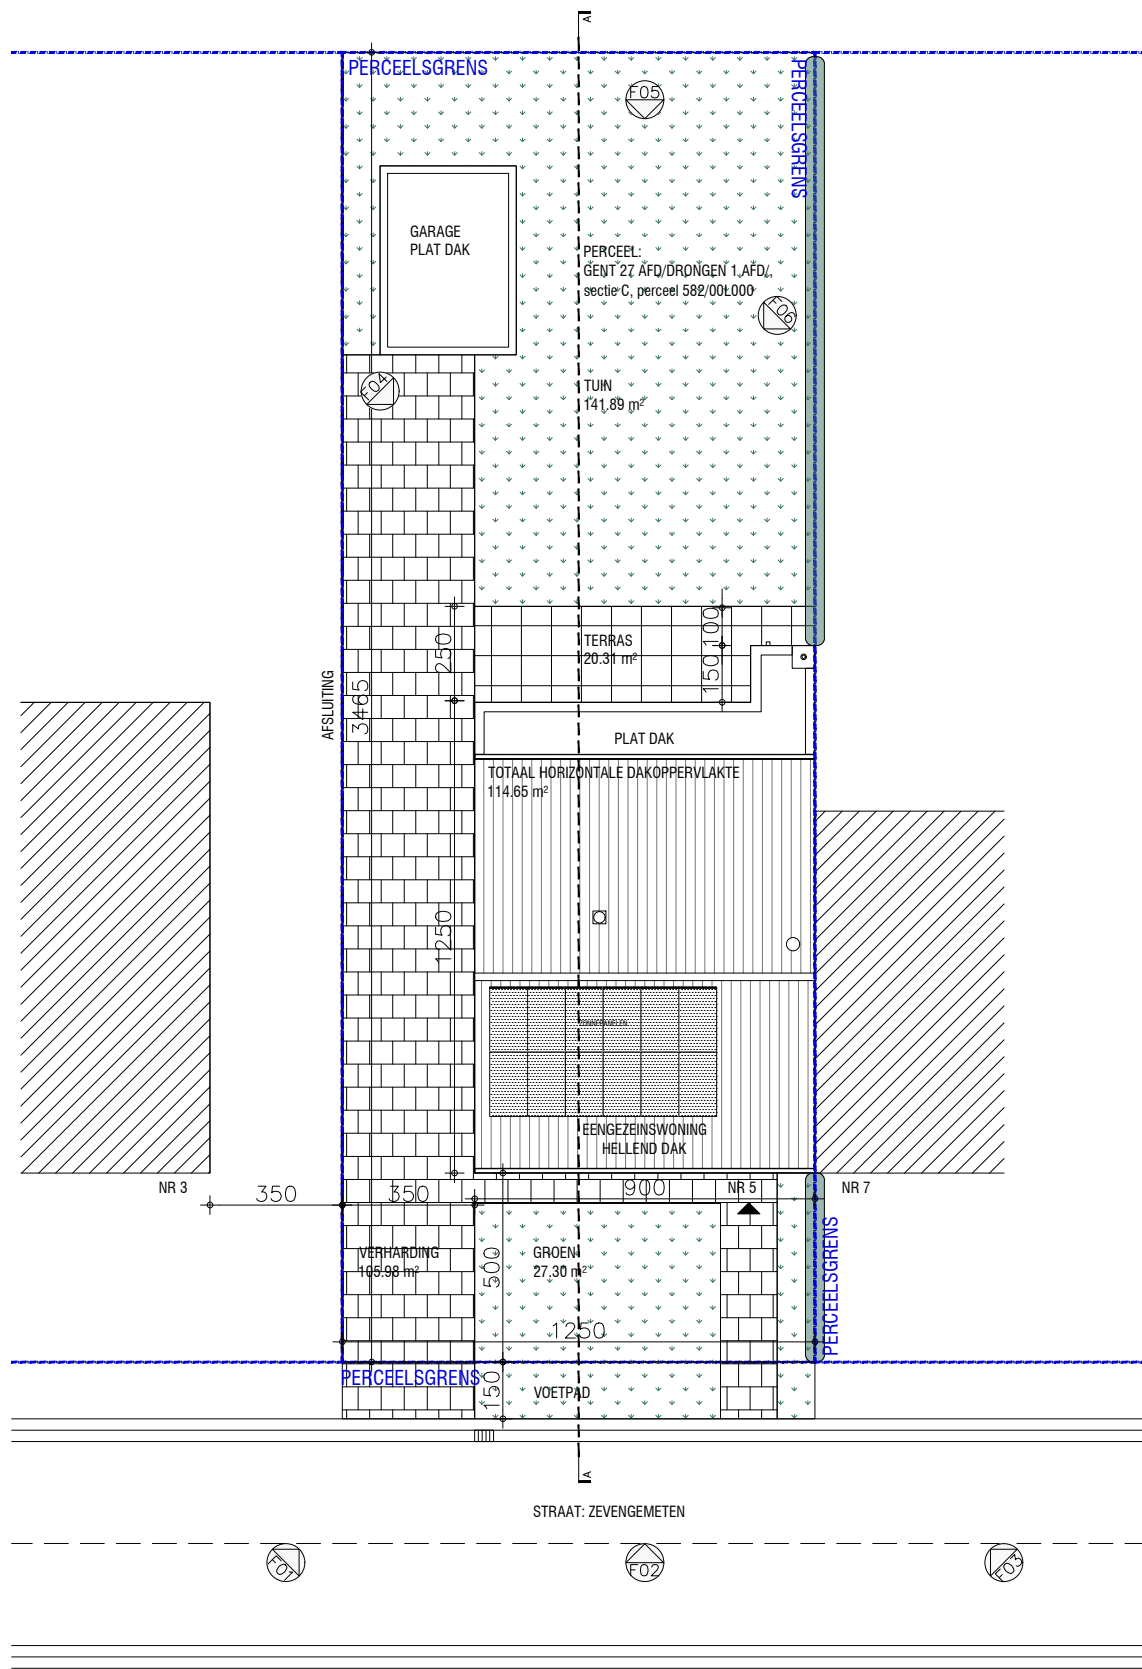 A
PERCEELSGRENS
PERCEELSGRENS
F05
GARAGE
PLAT DAK
PERCEEL:
GENT 27 AFD/DRONGEN 1 AFD/,
sectie C, perceel 582/00L000
F06
F04
TUIN
141.89 m²
TERRAS
20.31 m²
250
100
150
AFSLUITING
3465
PLAT DAK
TOTAAL HORIZONTALE DAKOPPERVLAKTE
114.65 m²
1250
ZONNEPANELEN
EENGEZEINSWONING
HELLEND DAK
NR 3
350
350
900
NR 5
NR 7
VERHARDING
105.98 m²
500
GROEN
27.30 m²
PERCEELSGRENS
1250
PERCEELSGRENS
150
VOETPAD
A
STRAAT: ZEVENGEMETEN
F01
F02
F03